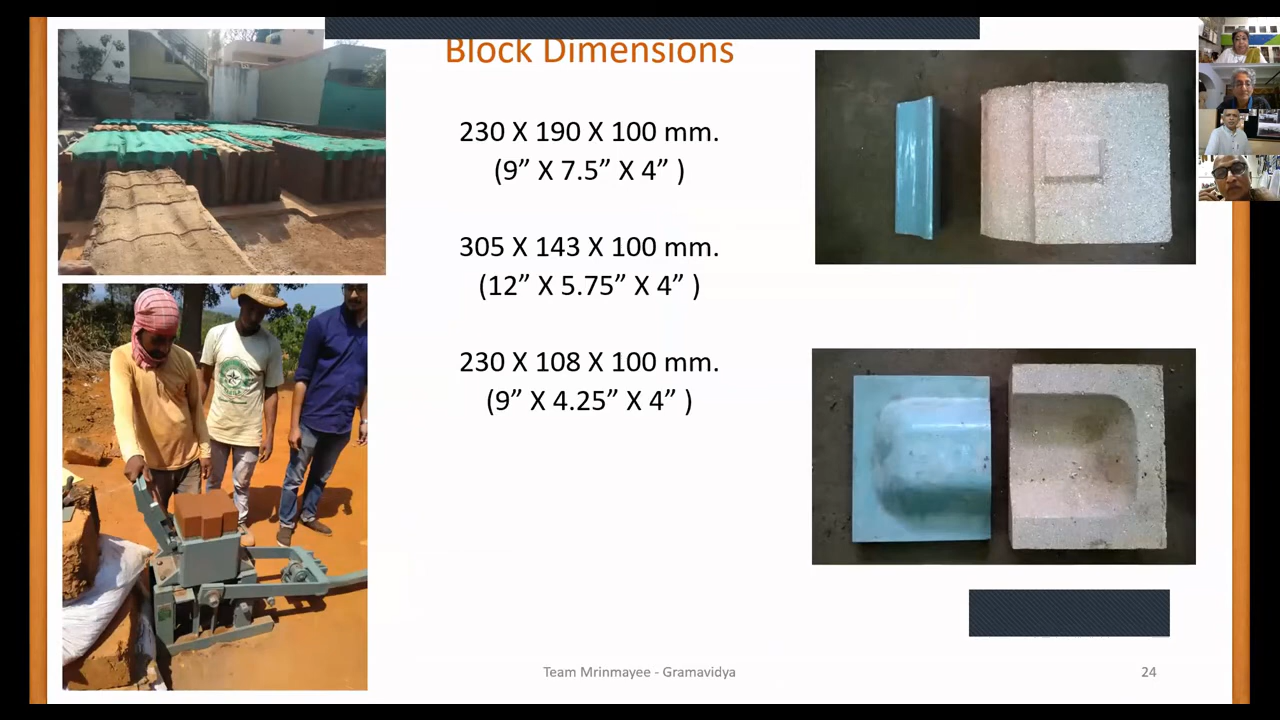 Block Dimensions
230 X 190 X 100 mm.
(9” X 7.5” X 4” )
305 X 143 X 100 mm.
(12” X 5.75” X 4” )
230 X 108 X 100 mm.
(9” X 4.25” X 4” )
Team Mrinmayee - Gramavidya
24